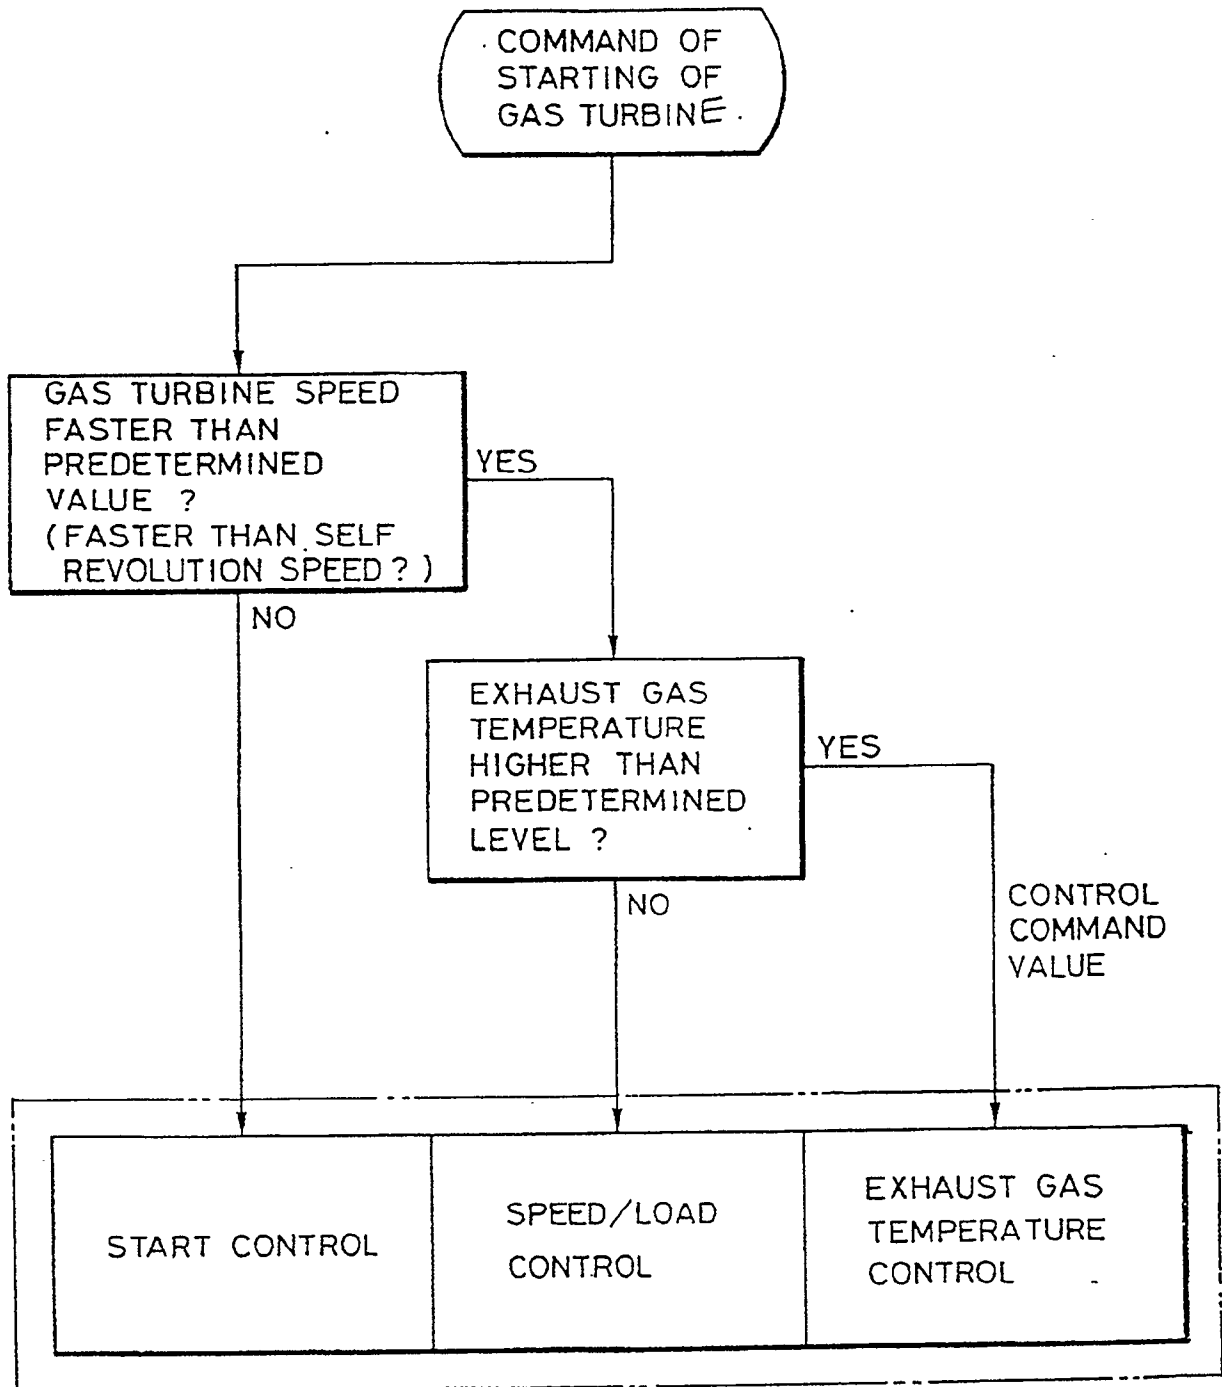 COMMAND OF
STARTING OF
GAS TURBINE
GAS TURBINE SPEED
FASTER THAN
PREDETERMINED
VALUE ?
(FASTER THAN SELF
REVOLUTION SPEED ? )
YES
NO
EXHAUST GAS
TEMPERATURE
HIGHER THAN
PREDETERMINED
LEVEL ?
YES
NO
CONTROL
COMMAND
VALUE
START CONTROL
SPEED/LOAD
CONTROL
EXHAUST GAS
TEMPERATURE
CONTROL